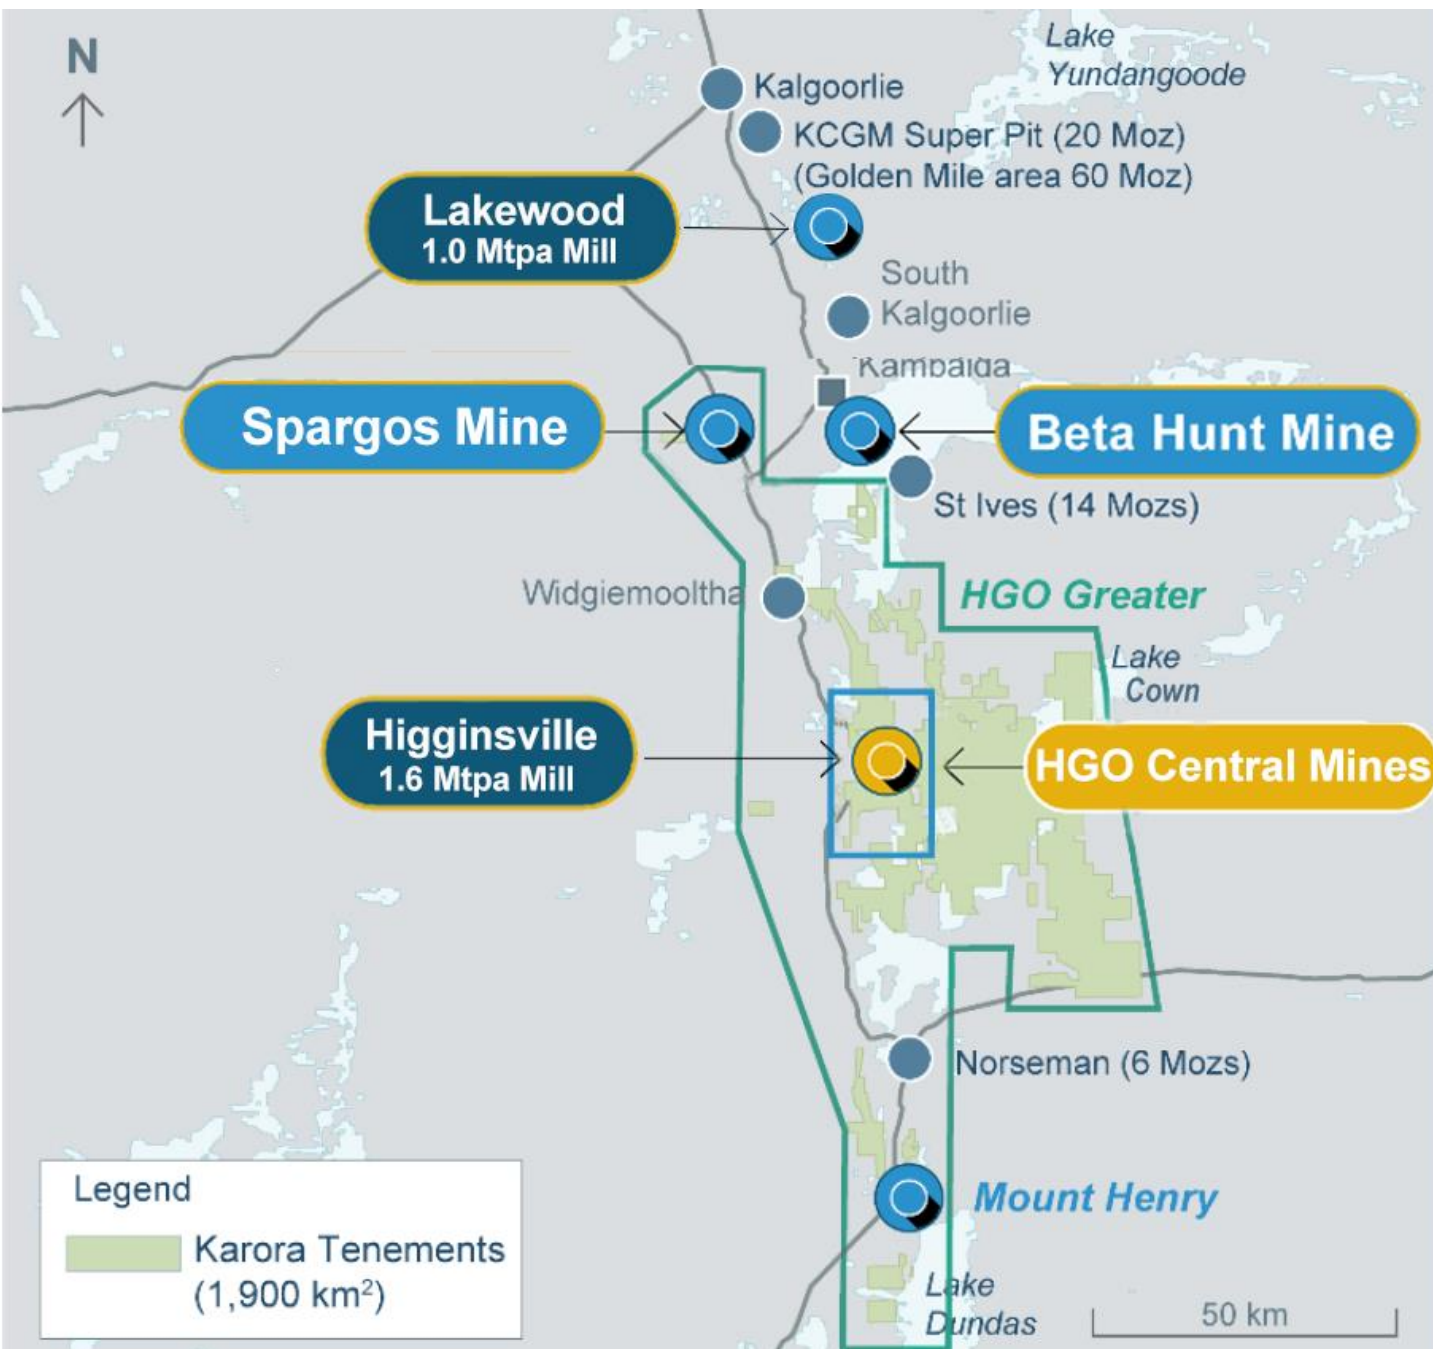 N
Lake
Yundangoode
Kalgoorlie
KCGM Super Pit (20 Moz)
(Golden Mile area 60 Moz)
Lakewood
1.0 Mtpa Mill
South
Kalgoorlie
Kampalda
Spargos Mine
Beta Hunt Mine
St Ives (14 Mozs)
Widgiemooltha
HGO Greater
Lake
Cown
Higginsville
1.6 Mtpa Mill
HGO Central Mines
Norseman (6 Mozs)
Mount Henry
Legend
Karora Tenements
(1,900 km²)
Lake
Dundas
50 km